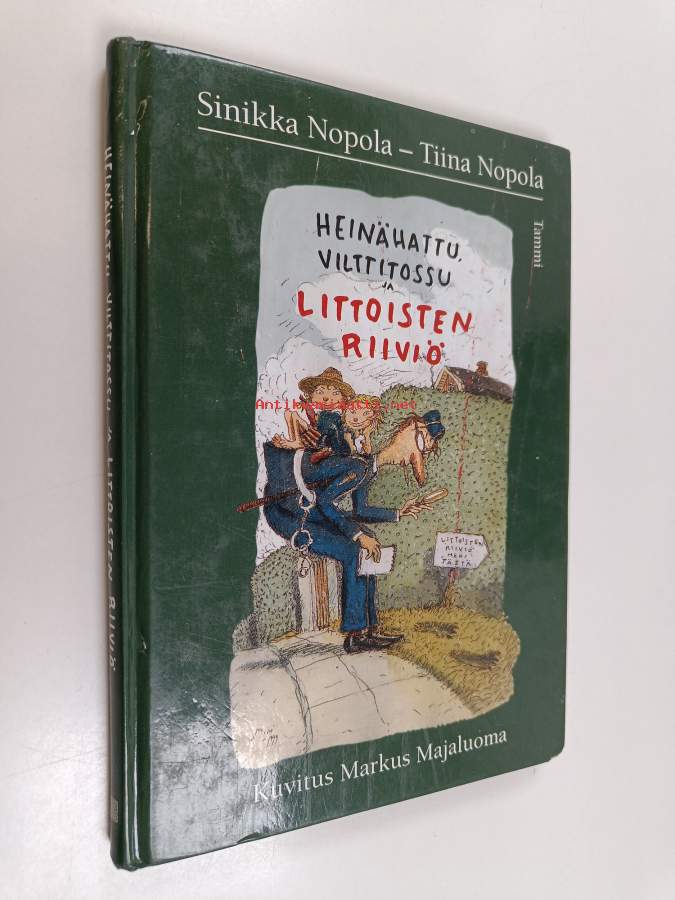 Sinikka Nopola – Tiina Nopola
Tammi
HEINÄHATTU,
VILTTITOSSU
JA
LITTOISTEN
RIIVIÖ
Antikvariaatti.net
LITTOISTEN
RIIVIÖ
MENI
TÄSTÄ
Kuvitus Markus Majaluoma
HEINÄHATTU, VILTTITOSSU JA LITTOISTEN RIIVIÖ